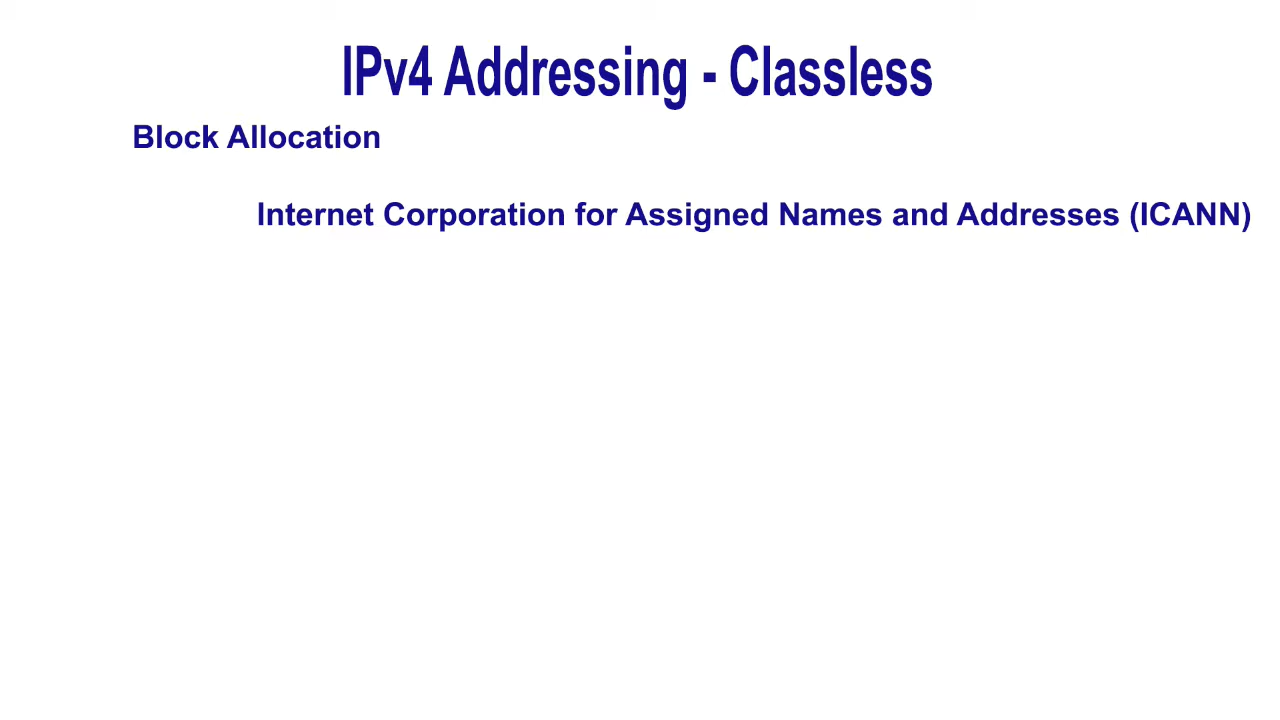 IPv4 Addressing - Classless
Block Allocation
Internet Corporation for Assigned Names and Addresses (ICANN)